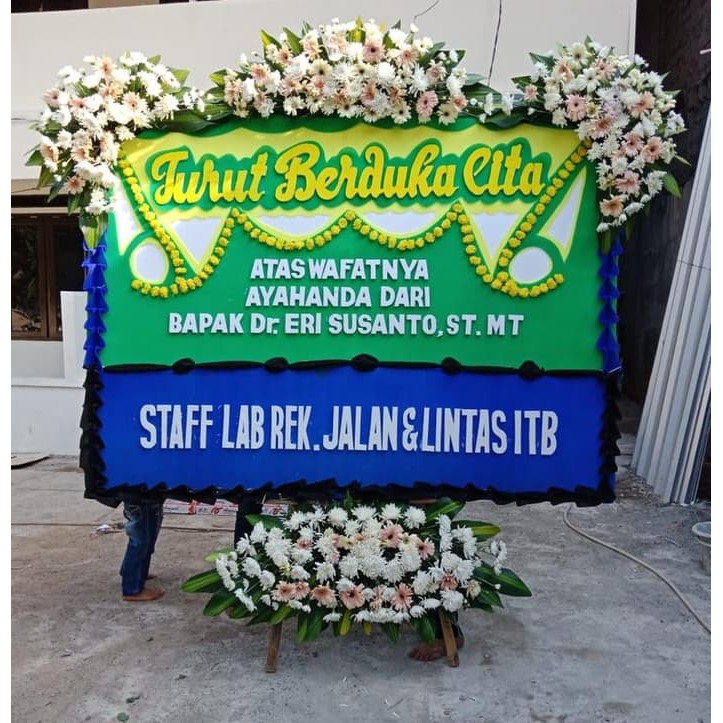 Turut Berduka Cita
ATAS WAFATNYA
AYAHANDA DARI
BAPAK Dr. ERI SUSANTO, ST. MT
STAFF LAB REK. JALAN & LINTAS ITB